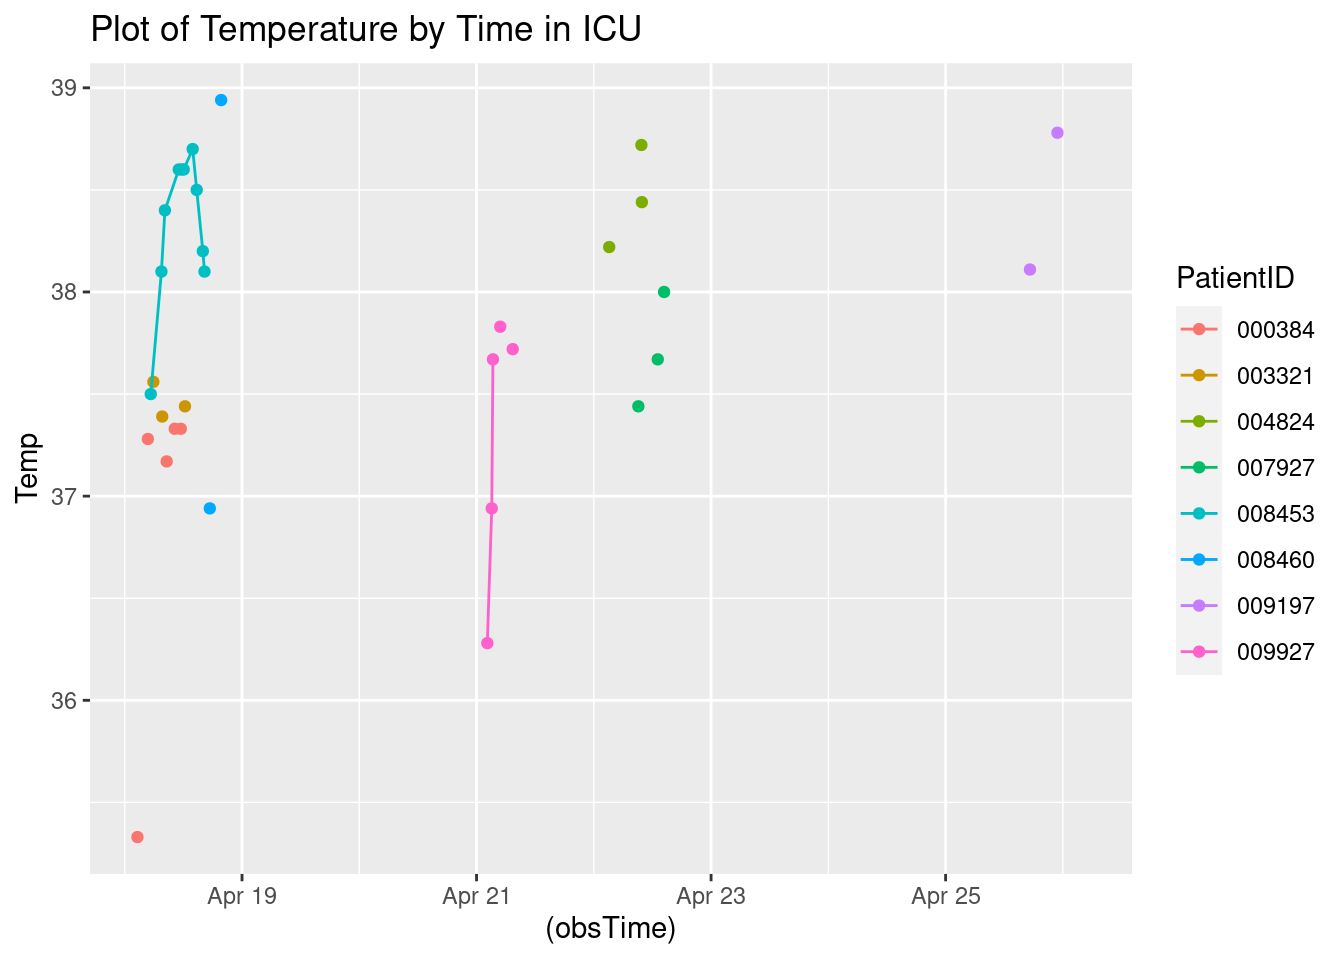 Plot of Temperature by Time in ICU
39
38
37
36
Temp
Apr 19
Apr 21
Apr 23
Apr 25
(obsTime)
PatientID
000384
003321
004824
007927
008453
008460
009197
009927